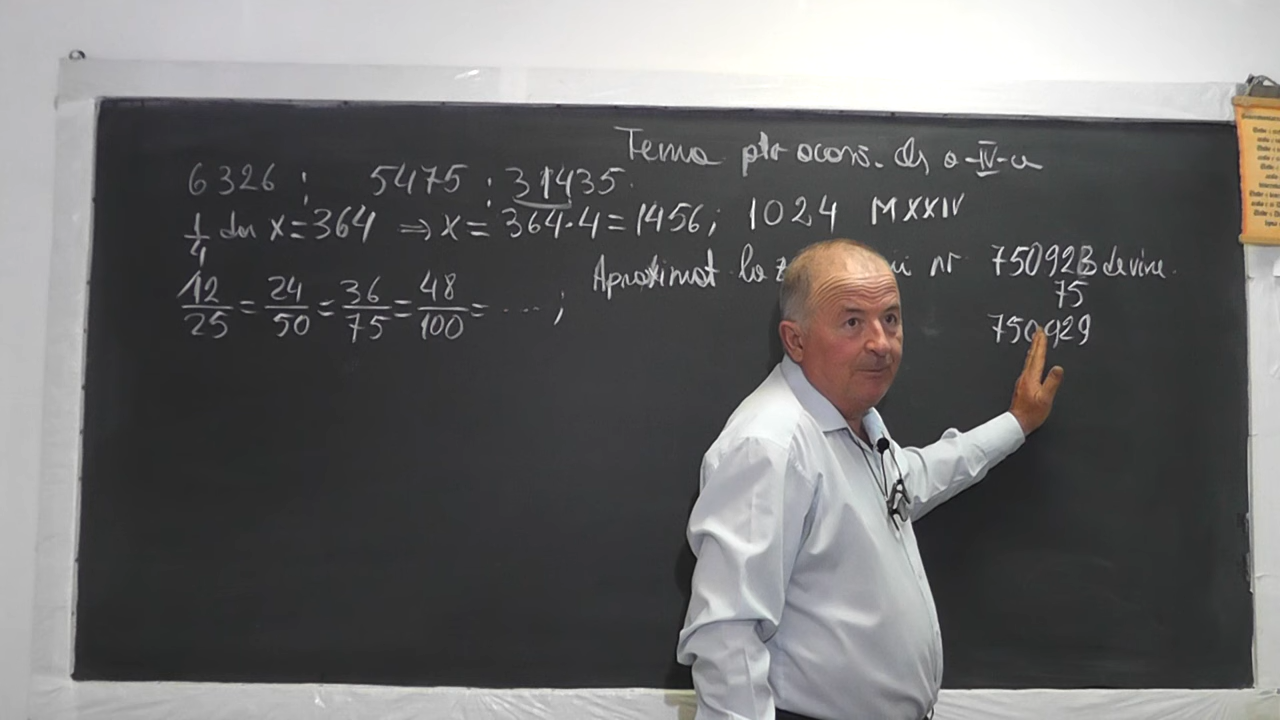 Tema ptr acasă. cls a-IV-a
6326 ; 5475 ; 31435.
1/4 din x=364 ⇒ x= 364·4=1456; 1024 MXXIV
Aproximat la nr 750923 devine
12/25 = 24/50 = 36/75 = 48/100 = ... ;
75
750929